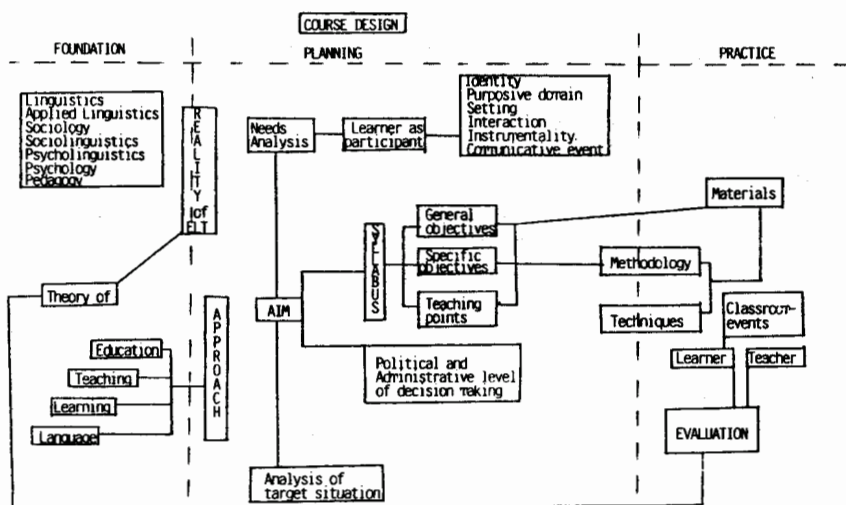 COURSE DESIGN
FOUNDATION
PLANNING
PRACTICE
Linguistics
Applied Linguistics
Sociology
Sociolinguistics
Psycholinguistics
Psychology
Pedagogy
REALITY
of
ELT
Needs
Analysis
Learner as
participant
Identity
Purposive domain
Setting
Interaction
Instrumentality.
Comunicative event
Theory of
Education
Teaching
Learning
Language
APPROACH
AIM
SYLLABUS
General
objectives
Specific
objectives
Teaching
points
Political and
Administrative level
of decision making
Analysis of
target situation
Materials
Methodology
Techniques
Classroom-
events
Learner
Teacher
EVALUATION